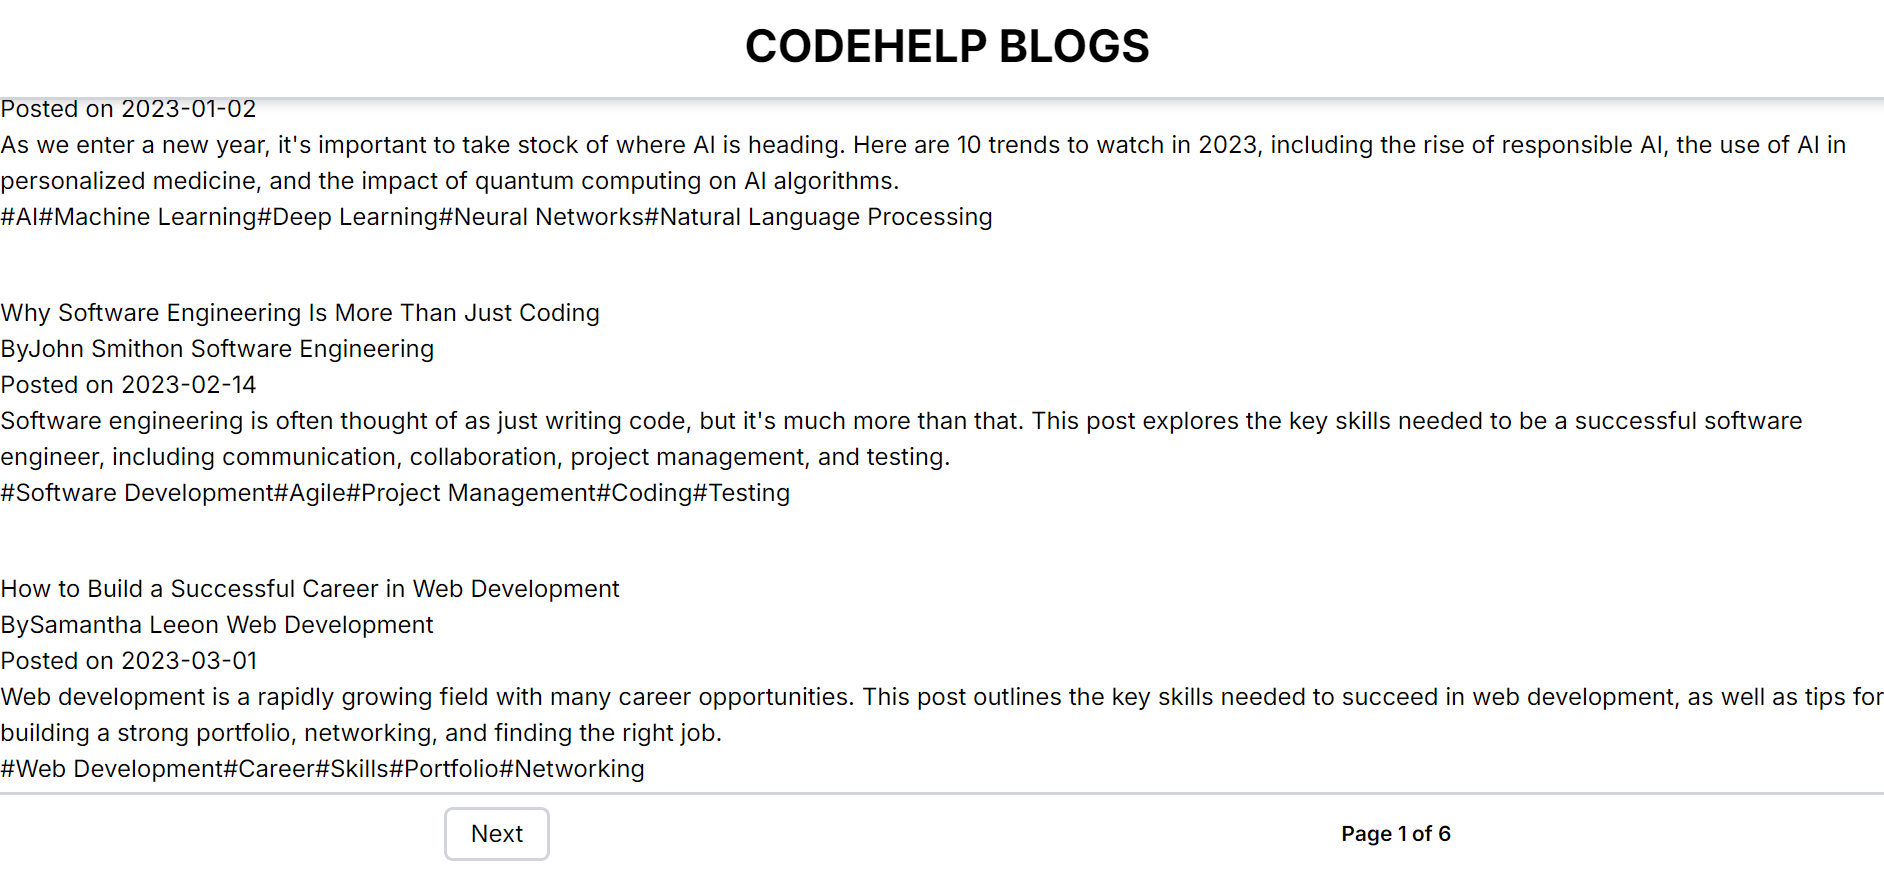 CODEHELP BLOGS
Posted on 2023-01-02
As we enter a new year, it's important to take stock of where AI is heading. Here are 10 trends to watch in 2023, including the rise of responsible AI, the use of AI in
personalized medicine, and the impact of quantum computing on AI algorithms.
#AI#Machine Learning#Deep Learning#Neural Networks#Natural Language Processing
Why Software Engineering Is More Than Just Coding
ByJohn Smithon Software Engineering
Posted on 2023-02-14
Software engineering is often thought of as just writing code, but it's much more than that. This post explores the key skills needed to be a successful software
engineer, including communication, collaboration, project management, and testing.
#Software Development#Agile#Project Management#Coding#Testing
How to Build a Successful Career in Web Development
BySamantha Leeon Web Development
Posted on 2023-03-01
Web development is a rapidly growing field with many career opportunities. This post outlines the key skills needed to succeed in web development, as well as tips for
building a strong portfolio, networking, and finding the right job.
#Web Development#Career#Skills#Portfolio#Networking
Next
Page 1 of 6